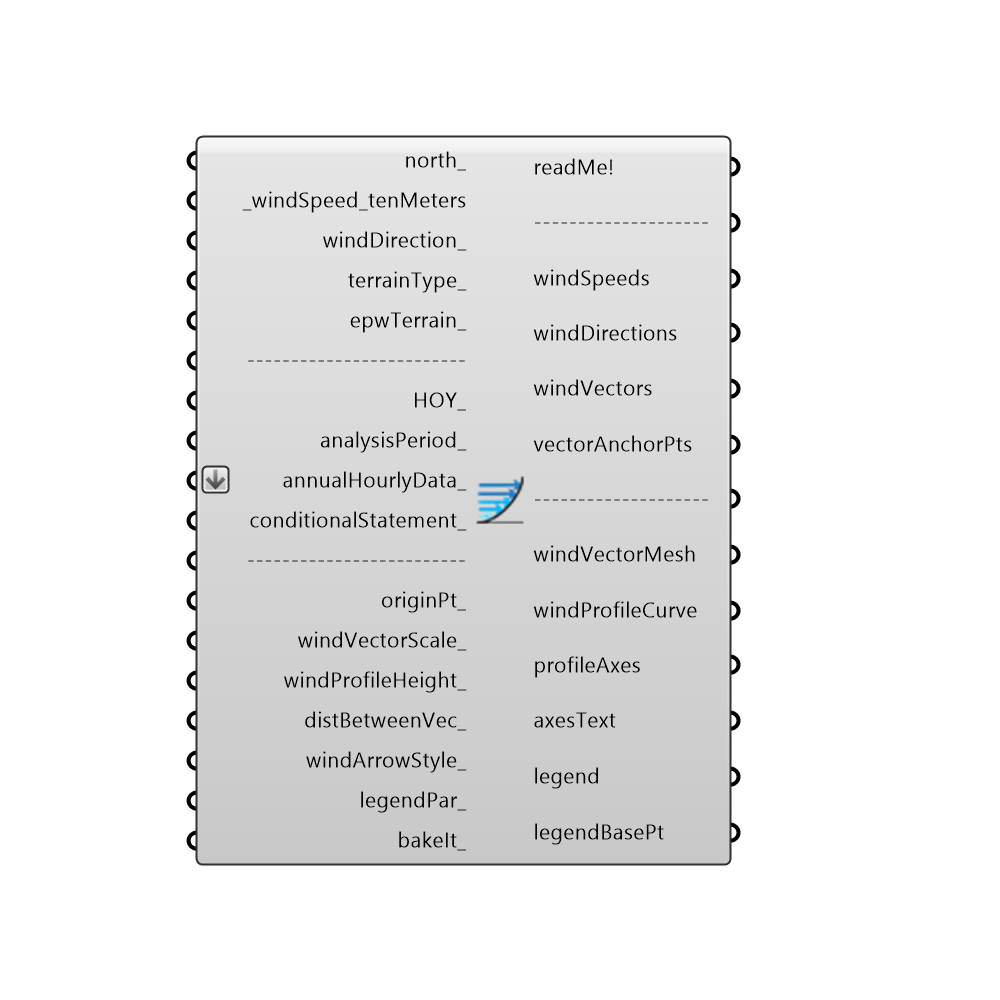 north_
_windSpeed_tenMeters
windDirection_
terrainType_
epwTerrain_
--------------------
HOY_
analysisPeriod_
annualHourlyData_
conditionalStatement_
--------------------
originPt_
windVectorScale_
windProfileHeight_
distBetweenVec_
windArrowStyle_
legendPar_
bakeIt_
readMe!
--------------------
windSpeeds
windDirections
windVectors
vectorAnchorPts
--------------------
windVectorMesh
windProfileCurve
profileAxes
axesText
legend
legendBasePt